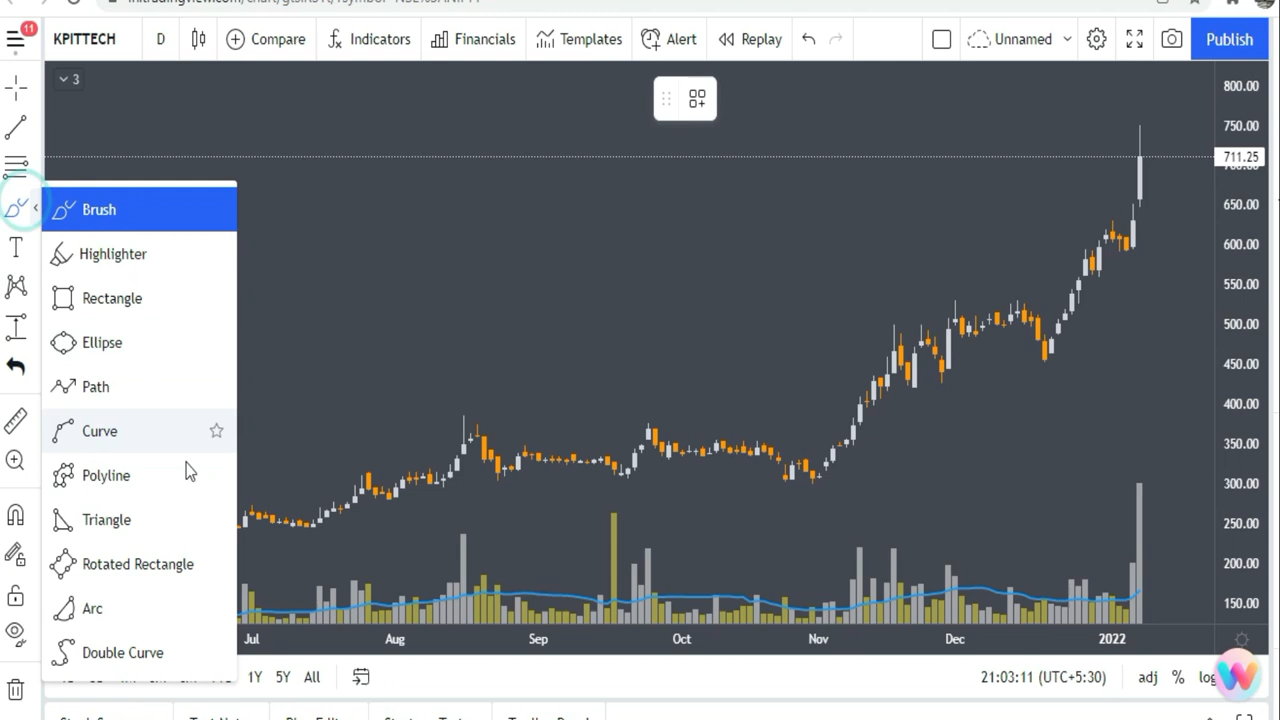 11
KPITTECH
D
Compare
Indicators
Financials
Templates
Alert
Replay
Unnamed
Publish
3
800.00
750.00
711.25
650.00
600.00
550.00
500.00
450.00
400.00
350.00
300.00
250.00
200.00
150.00
Brush
Highlighter
Rectangle
Ellipse
Path
Curve
Polyline
Triangle
Rotated Rectangle
Arc
Double Curve
T
Jul
Aug
Sep
Oct
Nov
Dec
2022
1Y
5Y
All
21:03:11 (UTC+5:30)
adj
%
log